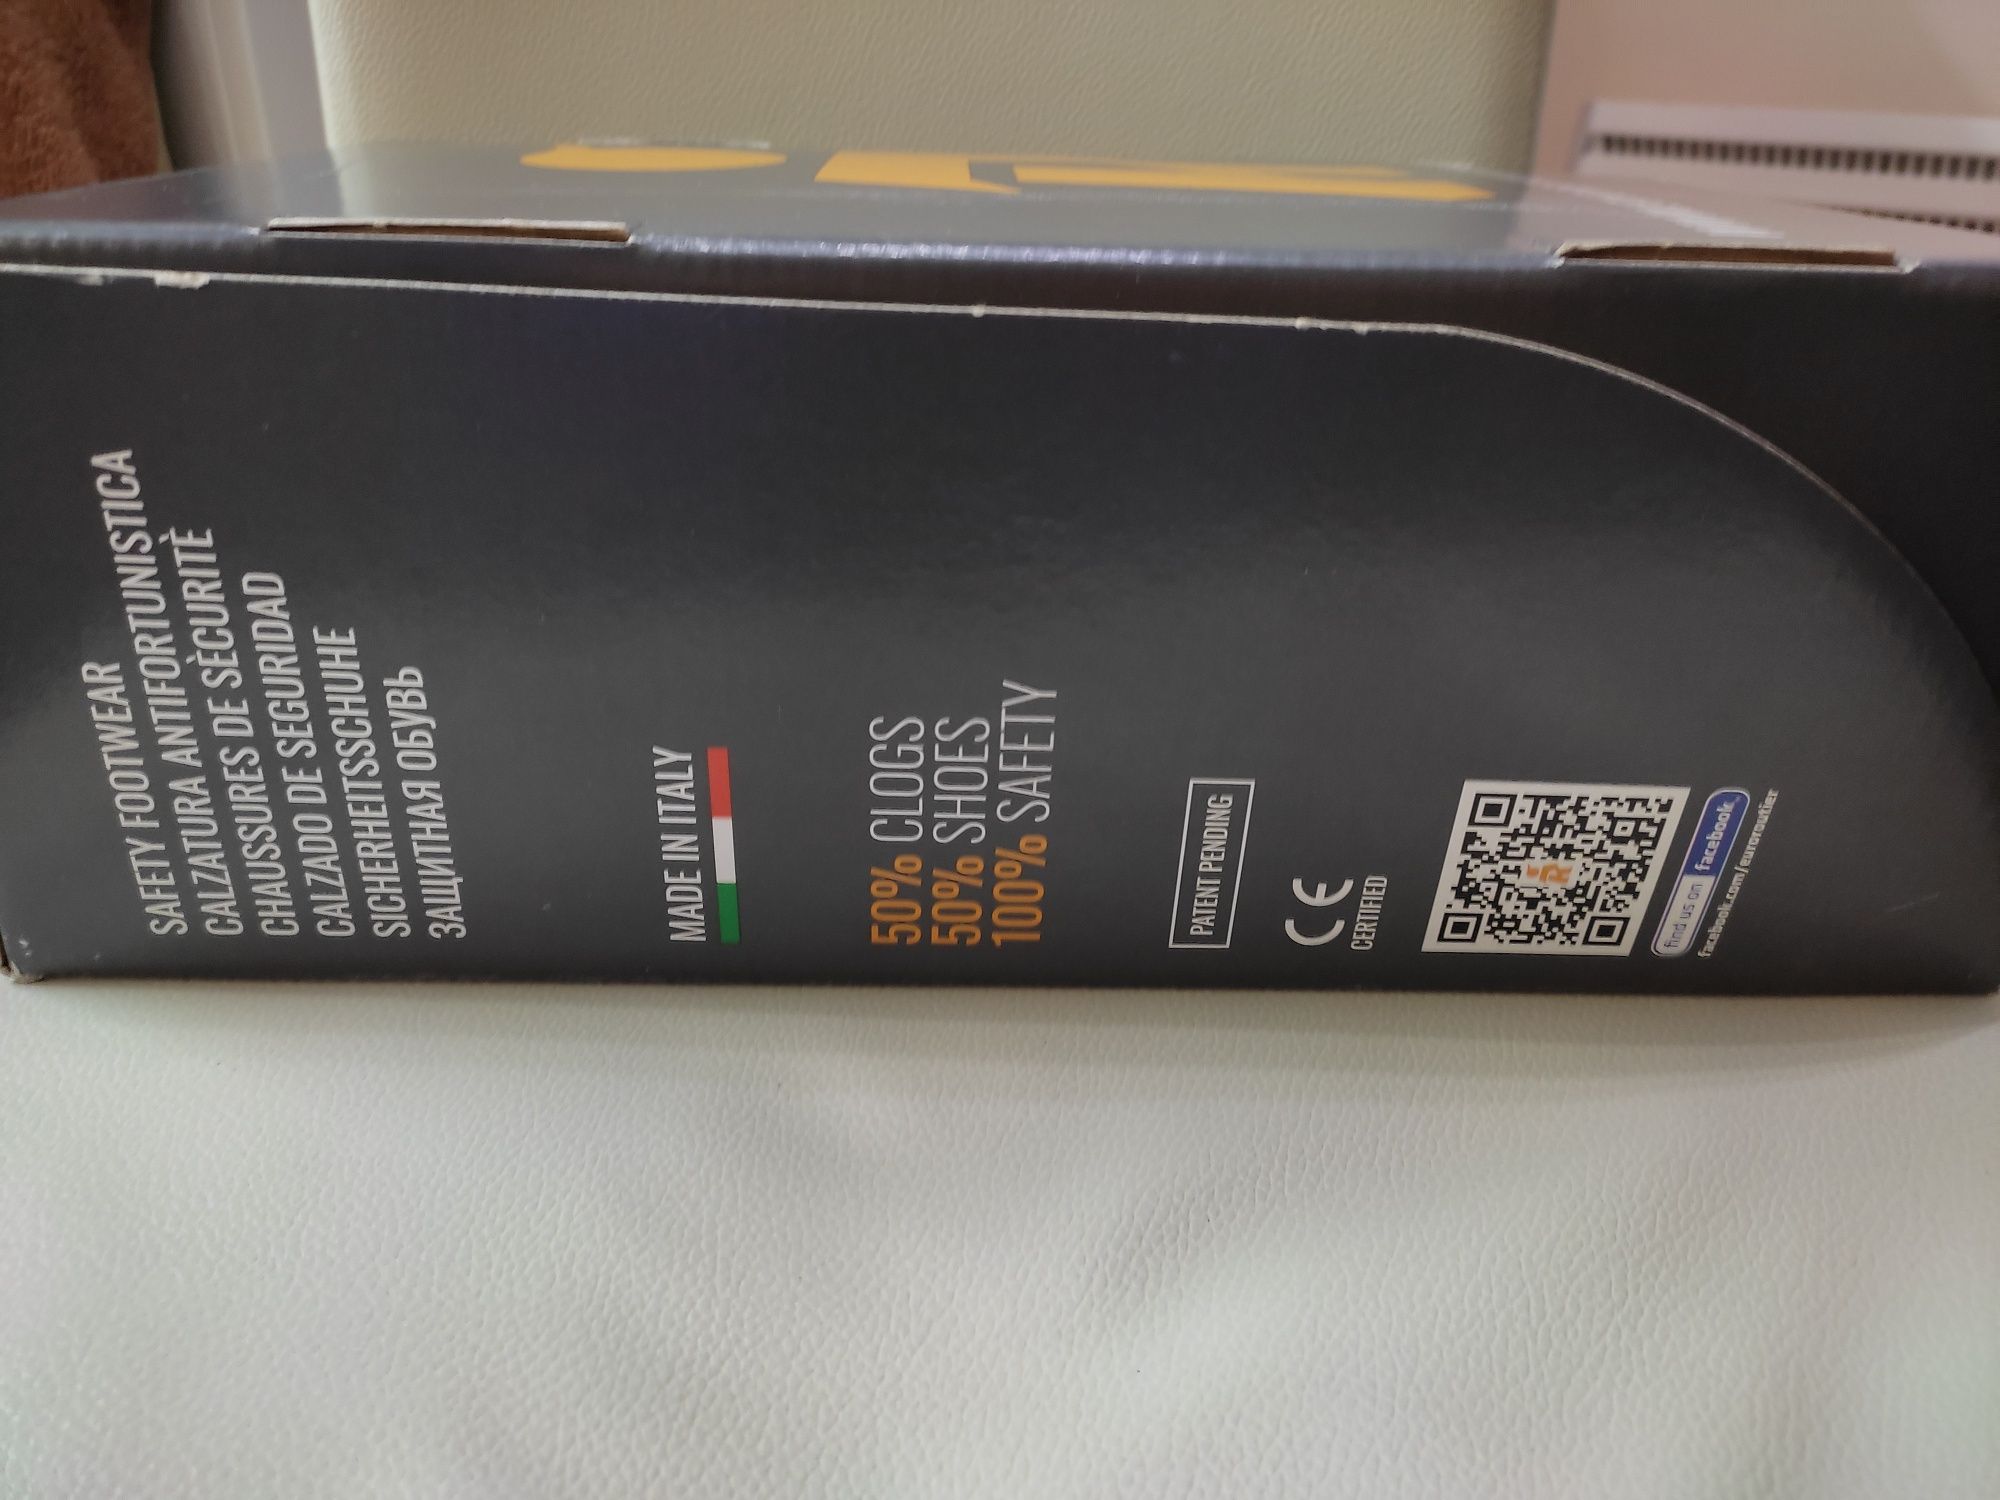 SAFETY FOOTWEAR
CALZATURA ANTIFORTUNISTICA
CHAUSSURES DE SÈCURITÈ
CALZADO DE SEGURIDAD
SICHERHEITSSCHUHE
ЗАЩИТНАЯ ОБУВЬ
MADE IN ITALY
50% CLOGS
50% SHOES
100% SAFETY
PATENT PENDING
CE
CERTIFIED
find us on facebook
facebook.com/euroroutier